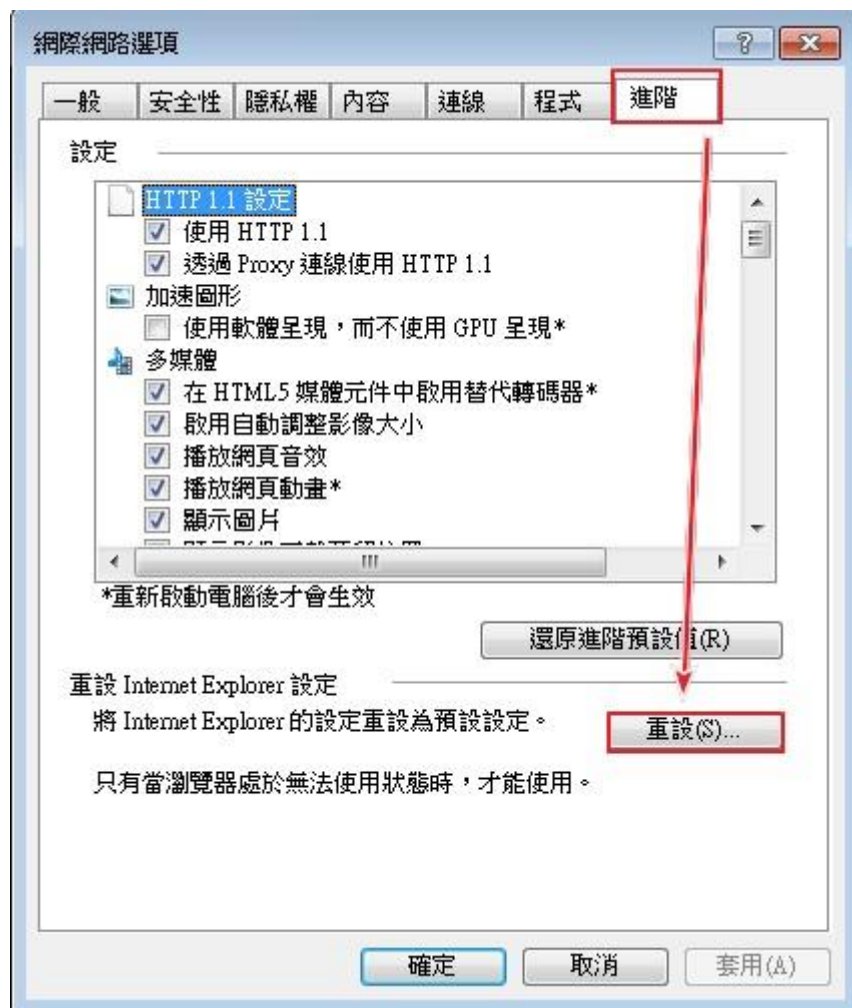 網際網路選項
一般 安全性 隱私權 內容 連線 程式 進階
設定
HTTP 1.1 設定
使用 HTTP 1.1
透過 Proxy 連線使用 HTTP 1.1
加速圖形
使用軟體呈現，而不使用 GPU 呈現*
多媒體
在 HTML5 媒體元件中啟用替代轉碼器*
啟用自動調整影像大小
播放網頁音效
播放網頁動畫*
顯示圖片
*重新啟動電腦後才會生效
還原進階預設值(R)
重設 Internet Explorer 設定
將 Internet Explorer 的設定重設為預設設定。
重設(S)...
只有當瀏覽器處於無法使用狀態時，才能使用。
確定 取消 套用(A)